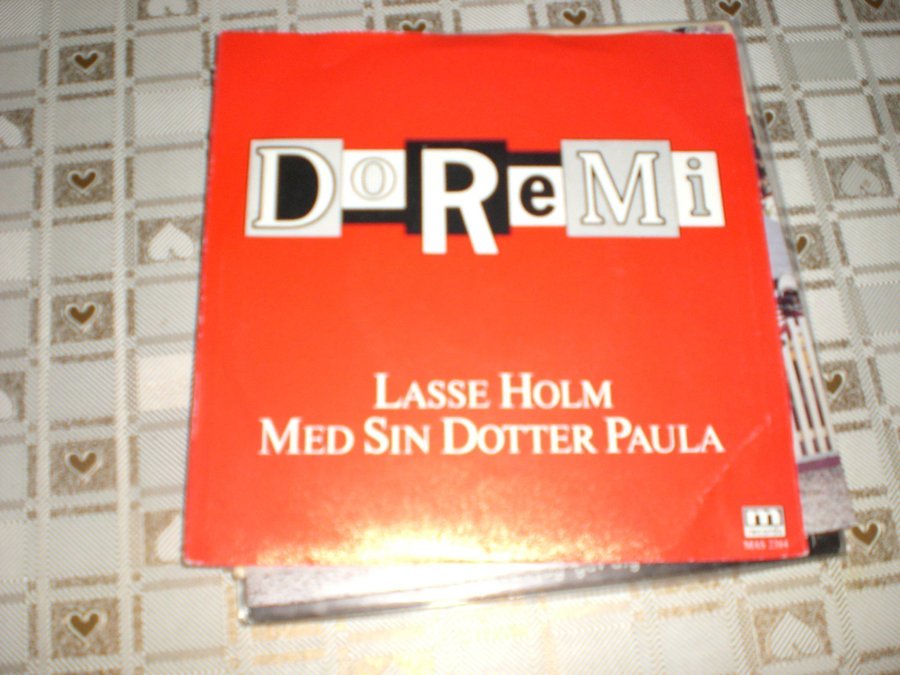 DoReMi
LASSE HOLM
MED SIN DOTTER PAULA
m